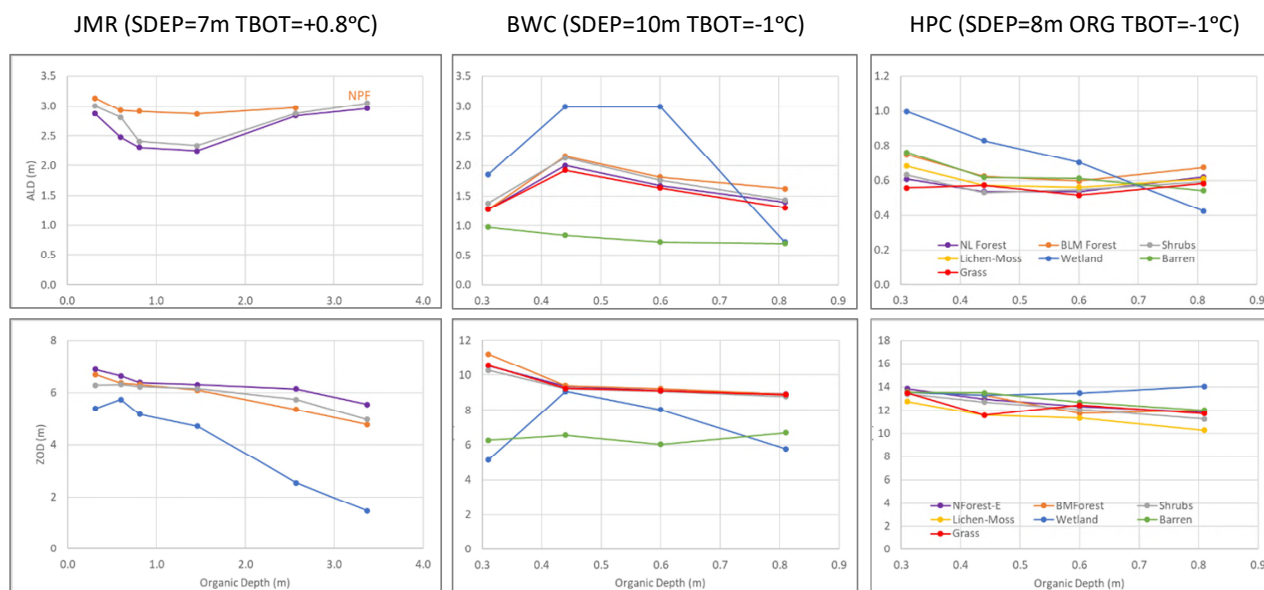 JMR (SDEP=7m TBOT=+0.8°C)
BWC (SDEP=10m TBOT=-1°C)
HPC (SDEP=8m ORG TBOT=-1°C)
3.5
3.0
2.5
2.0
1.5
1.0
0.5
0.0
ALD (m)
NPF
0.0 1.0 2.0 3.0 4.0
3.5
3.0
2.5
2.0
1.5
1.0
0.5
0.0
0.3 0.4 0.5 0.6 0.7 0.8 0.9
1.2
1.0
0.8
0.6
0.4
0.2
0.0
NL Forest BLM Forest Shrubs
Lichen-Moss Wetland Barren
Grass
0.3 0.4 0.5 0.6 0.7 0.8 0.9
8
6
4
2
0
ZOD (m)
0.0 1.0 2.0 3.0 4.0
Organic Depth (m)
12
10
8
6
4
2
0
0.3 0.4 0.5 0.6 0.7 0.8 0.9
Organic Depth (m)
18
16
14
12
10
8
6
4
2
0
NForest-E BMForest Shrubs
Lichen-Moss Wetland Barren
Grass
0.3 0.4 0.5 0.6 0.7 0.8 0.9
Organic Depth (m)